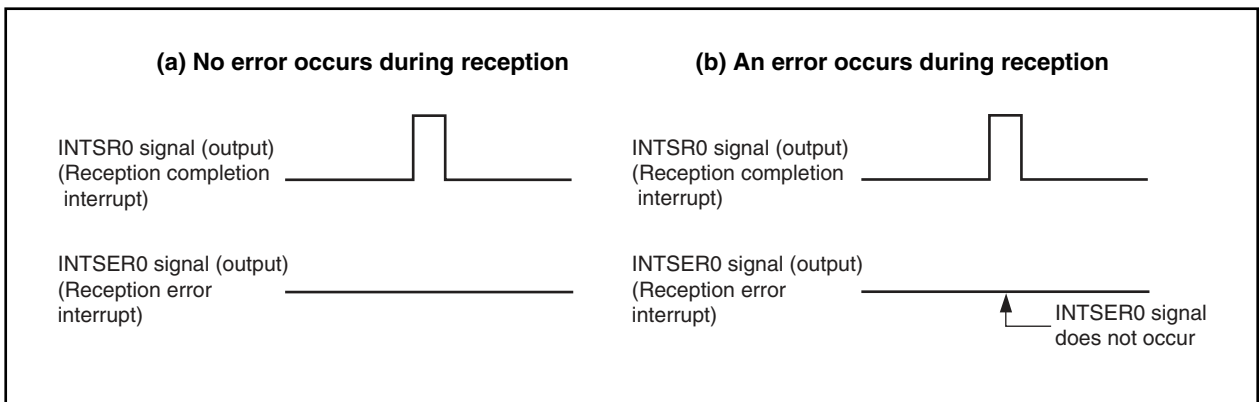 (a) No error occurs during reception
INTSR0 signal (output)
(Reception completion
interrupt)
INTSER0 signal (output)
(Reception error
interrupt)
(b) An error occurs during reception
INTSR0 signal (output)
(Reception completion
interrupt)
INTSER0 signal (output)
(Reception error
interrupt)
INTSER0 signal
does not occur